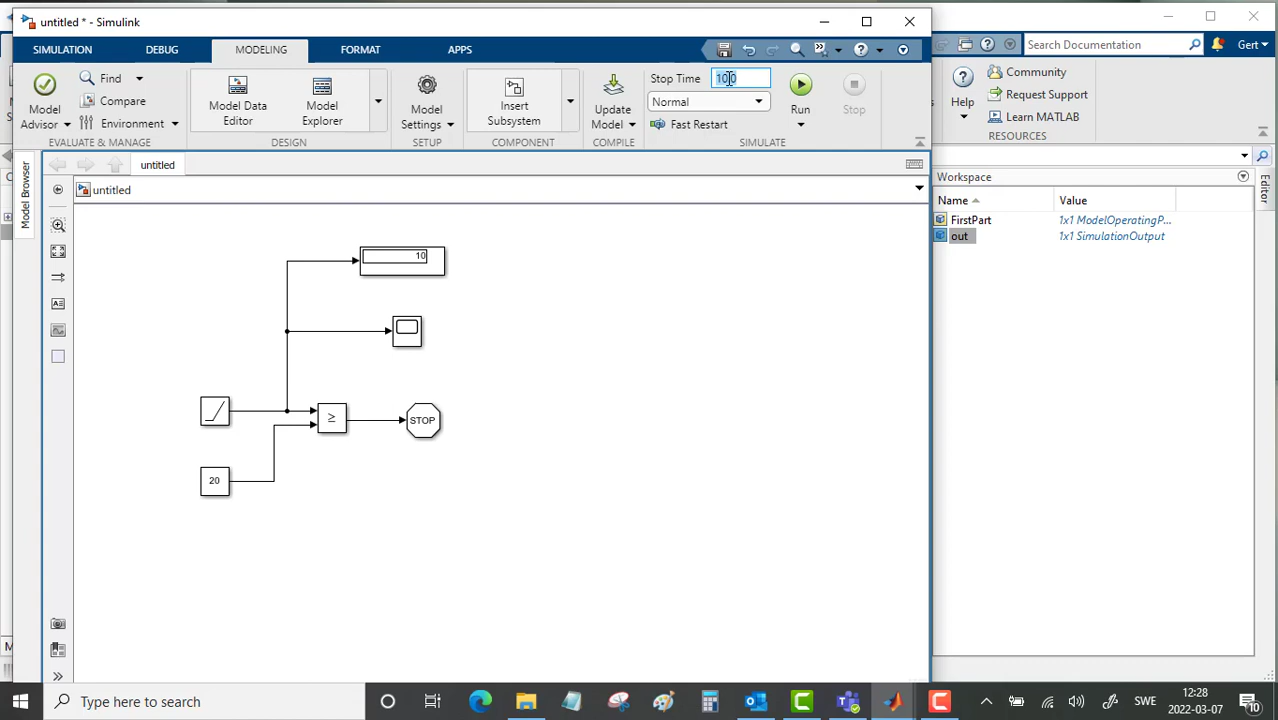 untitled * - Simulink
SIMULATION DEBUG MODELING FORMAT APPS
Search Documentation Gert
Model Advisor
Find
Compare
Environment
EVALUATE & MANAGE
Model Data Editor
Model Explorer
DESIGN
Model Settings
SETUP
Insert Subsystem
COMPONENT
Update Model
COMPILE
Stop Time
Normal
Fast Restart
Run
Stop
SIMULATE
Help
Community
Request Support
Learn MATLAB
RESOURCES
Model Browser
untitled
untitled
10
≥
STOP
20
Workspace
Name Value
FirstPart 1x1 ModelOperatingP...
out 1x1 SimulationOutput
Editor
M
Type here to search
SWE
12:28
2022-03-07
10